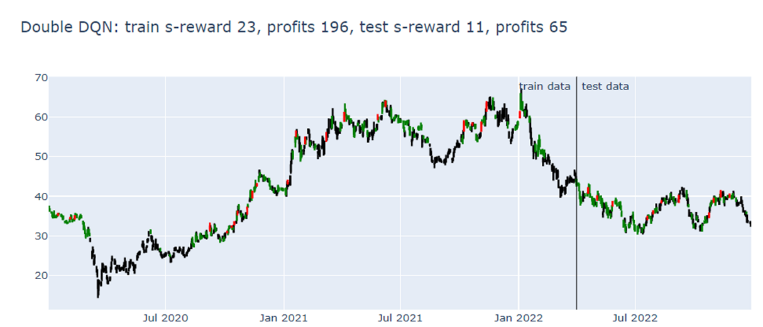 Double DQN: train s-reward 23, profits 196, test s-reward 11, profits 65
70
train data test data
60
50
40
30
20
Jul 2020 Jan 2021 Jul 2021 Jan 2022 Jul 2022